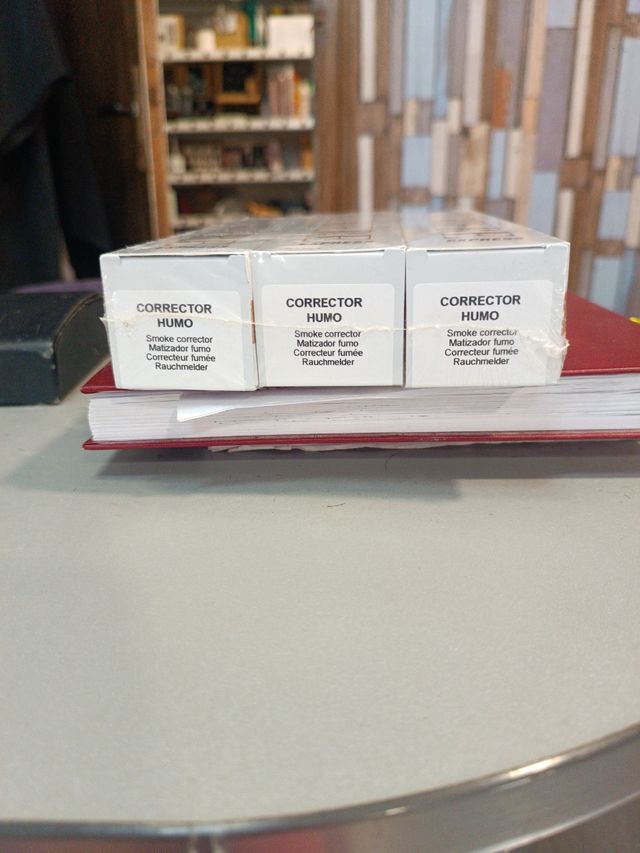 EXPRES
CORRECTOR
HUMO
Smoke corrector
Matizador fumo
Correcteur fumée
Rauchmelder
CORRECTOR
HUMO
Smoke corrector
Matizador fumo
Correcteur fumée
Rauchmelder
CORRECTOR
HUMO
Smoke corrector
Matizador fumo
Correcteur fumée
Rauchmelder